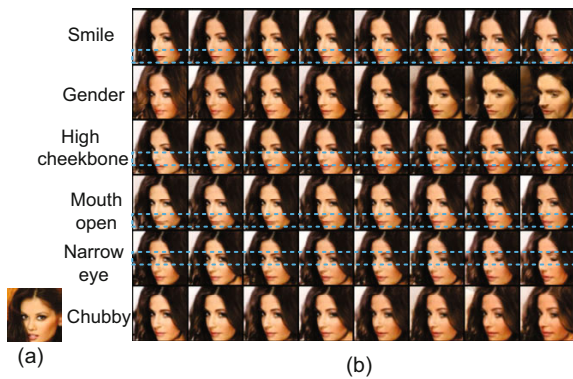 Smile
Gender
High
cheekbone
Mouth
open
Narrow
eye
Chubby
(a)
(b)